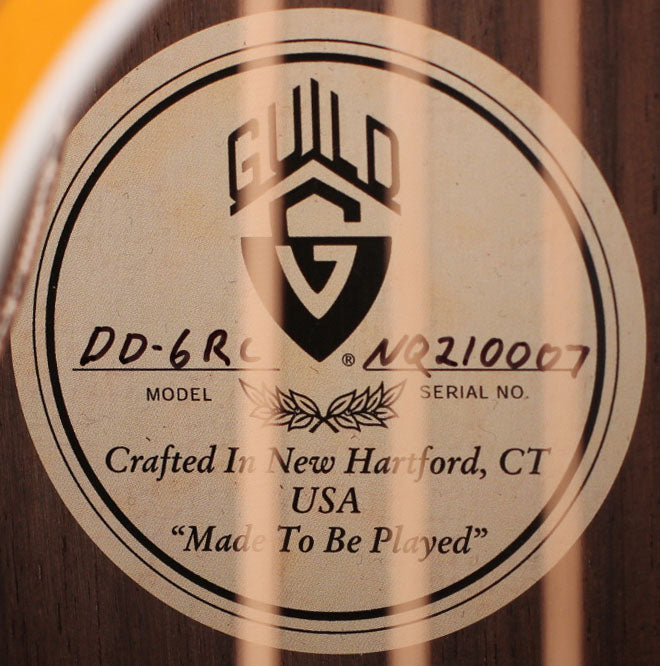 GUILD
G
DD-6RC ® NQ210007
MODEL SERIAL NO.
Crafted In New Hartford, CT
USA
“Made To Be Played”